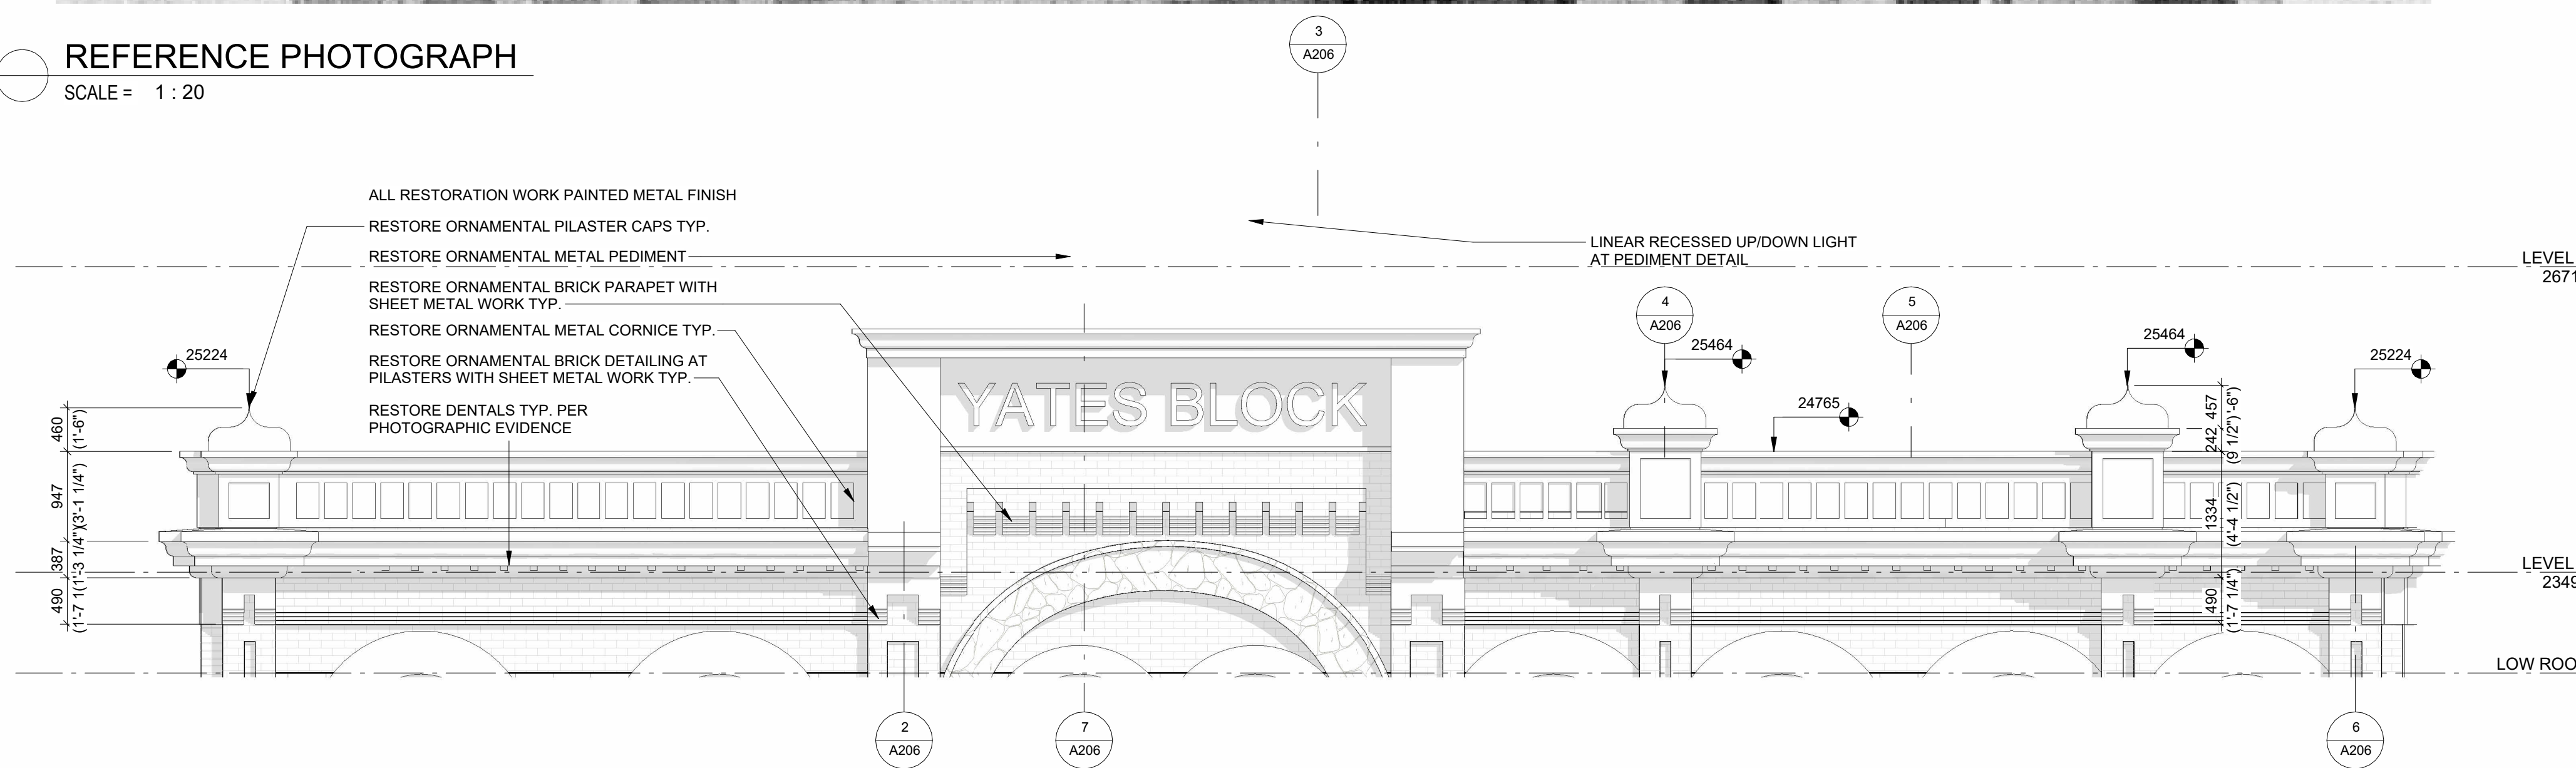 3
A206
REFERENCE PHOTOGRAPH
SCALE = 1 : 20
ALL RESTORATION WORK PAINTED METAL FINISH
RESTORE ORNAMENTAL PILASTER CAPS TYP.
RESTORE ORNAMENTAL METAL PEDIMENT
RESTORE ORNAMENTAL BRICK PARAPET WITH
SHEET METAL WORK TYP.
RESTORE ORNAMENTAL METAL CORNICE TYP.
RESTORE ORNAMENTAL BRICK DETAILING AT
PILASTERS WITH SHEET METAL WORK TYP.
RESTORE DENTALS TYP. PER
PHOTOGRAPHIC EVIDENCE
LINEAR RECESSED UP/DOWN LIGHT
AT PEDIMENT DETAIL
LEVEL
2671
4
A206
5
A206
25224
25464
25464
25224
24765
YATES BLOCK
460
(1'-6")
947
(3'-1 1/4")
387
(1'-3 1/4")
490
(1'-7 1
457
'-6")
242
(9 1/2")
1334
(4'-4 1/2")
490
(1'-7 1/4")
LEVEL
2349
LOW ROO
2
A206
7
A206
6
A206